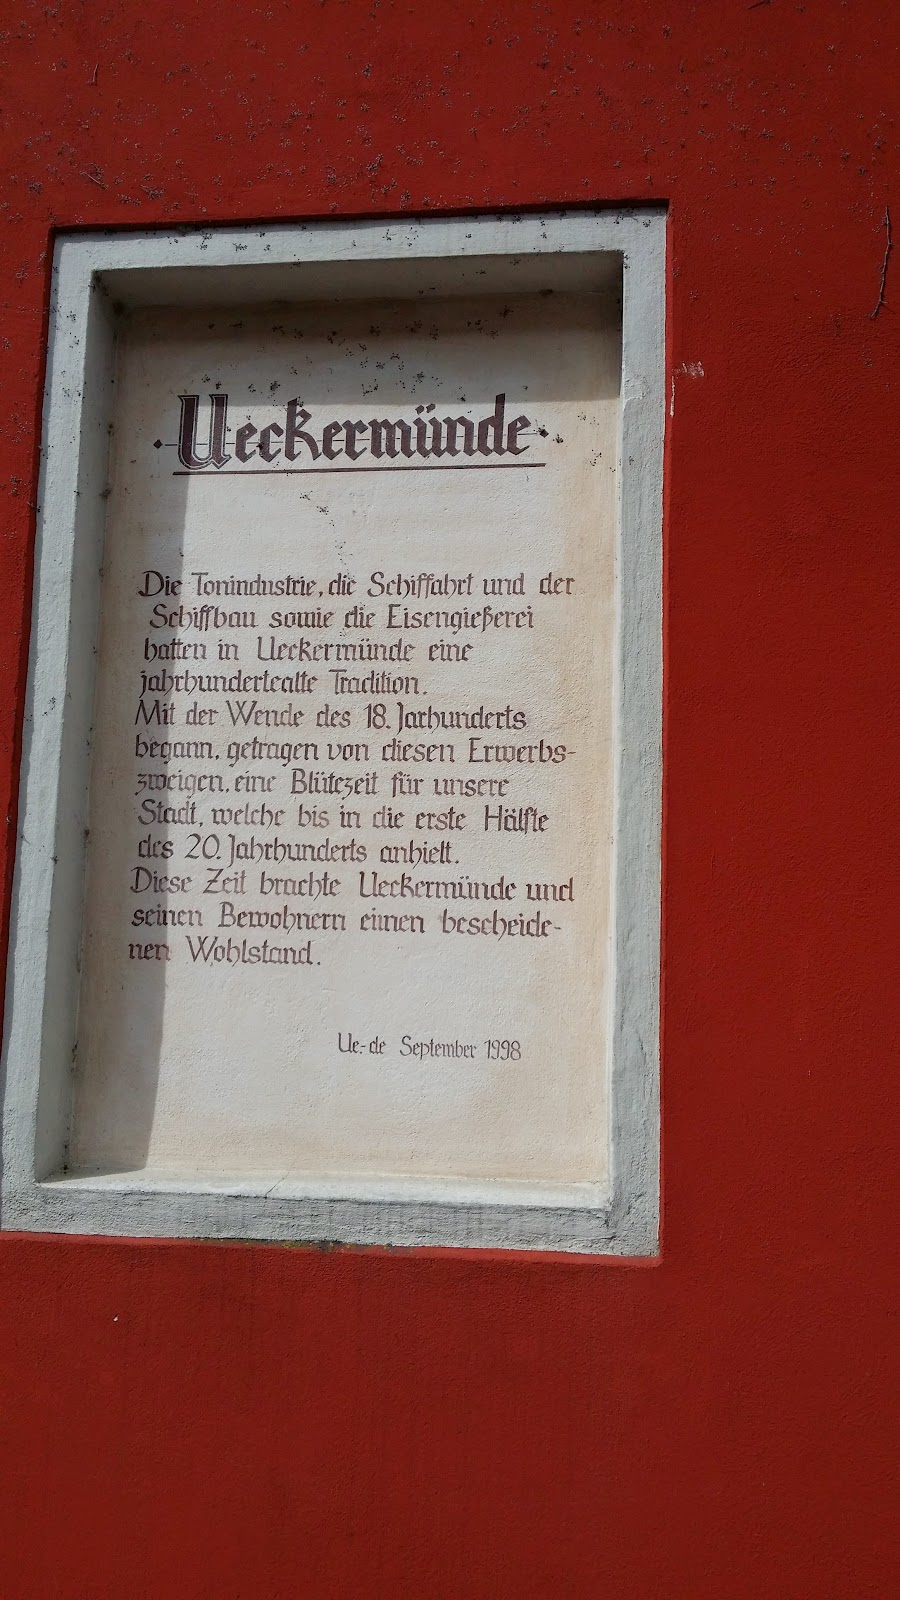 Ueckermünde
Die Tonindustrie, die Schiffahrt und der
Schiffbau sowie die Eisengießerei
hatten in Ueckermünde eine
jahrhundertealte Tradition.
Mit der Wende des 18. Jarhunderts
begann, getragen von diesen Erwerbs-
zweigen, eine Blütezeit für unsere
Stadt, welche bis in die erste Hälfte
des 20. Jahrhunderts anhielt.
Diese Zeit brachte Ueckermünde und
seinen Bewohnern einen bescheide-
nen Wohlstand.
Ue.-de September 1998